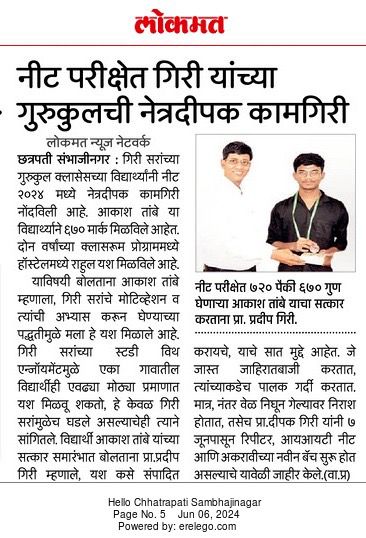 लोकमत
नीट परीक्षेत गिरी यांच्या
गुरुकुलची नेत्रदीपक कामगिरी
लोकमत न्यूज नेटवर्क
छत्रपती संभाजीनगर : गिरी सरांच्या
गुरुकुल क्लासेसच्या विद्यार्थ्यांनी नीट
२०२४ मध्ये नेत्रदीपक कामगिरी
नोंदविली आहे. आकाश तांबे या
विद्यार्थ्याने ६७० मार्क मिळविले आहेत.
दोन वर्षांच्या क्लासरूम प्रोग्राममध्ये
हॉस्टेलमध्ये राहुल यश मिळविले आहे.
याविषयी बोलताना आकाश तांबे
म्हणाला, गिरी सरांचे मोटिव्हेशन व
त्यांची अभ्यास करून घेण्याच्या
पद्धतीमुळे मला हे यश मिळाले आहे.
गिरी सरांच्या स्टडी विथ
एन्जॉयमेंटमुळे एका गावातील
विद्यार्थीही एवढ्या मोठ्या प्रमाणात
यश मिळवू शकतो, हे केवळ गिरी
सरांमुळेच घडले असल्याचेही त्याने
सांगितले. विद्यार्थी आकाश तांबे यांच्या
सत्कार समारंभात बोलताना प्रा.प्रदीप
गिरी म्हणाले, यश कसे संपादित
नीट परीक्षेत ७२० पैकी ६७० गुण
घेणाऱ्या आकाश तांबे याचा सत्कार
करताना प्रा. प्रदीप गिरी.
करायचे, याचे सात मुद्दे आहेत. जे
जास्त जाहिरातबाजी करतात,
त्यांच्याकडेच पालक गर्दी करतात.
मात्र, नंतर वेळ निघून गेल्यावर निराश
होतात, तसेच प्रा.दीपक गिरी यांनी ७
जूनपासून रिपीटर, आयआयटी नीट
आणि अकरावीच्या नवीन बॅच सुरू होत
असल्याचे यावेळी जाहीर केले.(वा.प्र)
Hello Chhatrapati Sambhajinagar
Page No. 5 Jun 06, 2024
Powered by: erelego.com